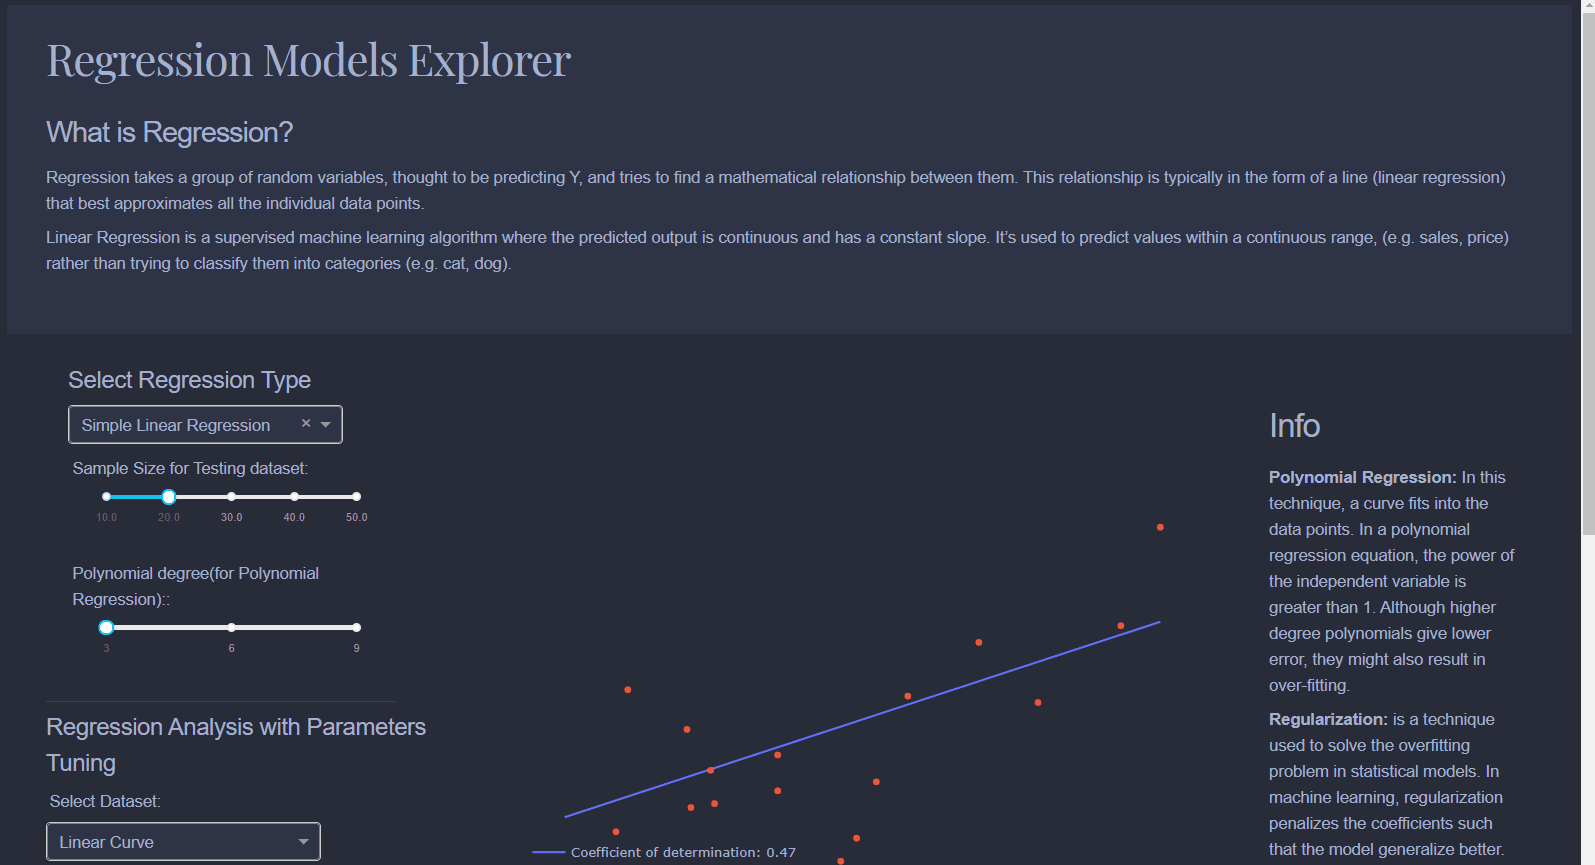 Regression Models Explorer
What is Regression?
Regression takes a group of random variables, thought to be predicting Y, and tries to find a mathematical relationship between them. This relationship is typically in the form of a line (linear regression)
that best approximates all the individual data points.
Linear Regression is a supervised machine learning algorithm where the predicted output is continuous and has a constant slope. It’s used to predict values within a continuous range, (e.g. sales, price)
rather than trying to classify them into categories (e.g. cat, dog).
Select Regression Type
Simple Linear Regression ×
Sample Size for Testing dataset:
10.0 20.0 30.0 40.0 50.0
Polynomial degree(for Polynomial
Regression)::
3 6 9
Regression Analysis with Parameters
Tuning
Select Dataset:
Linear Curve
Coefficient of determination: 0.47
Info
Polynomial Regression: In this
technique, a curve fits into the
data points. In a polynomial
regression equation, the power of
the independent variable is
greater than 1. Although higher
degree polynomials give lower
error, they might also result in
over-fitting.
Regularization: is a technique
used to solve the overfitting
problem in statistical models. In
machine learning, regularization
penalizes the coefficients such
that the model generalize better.